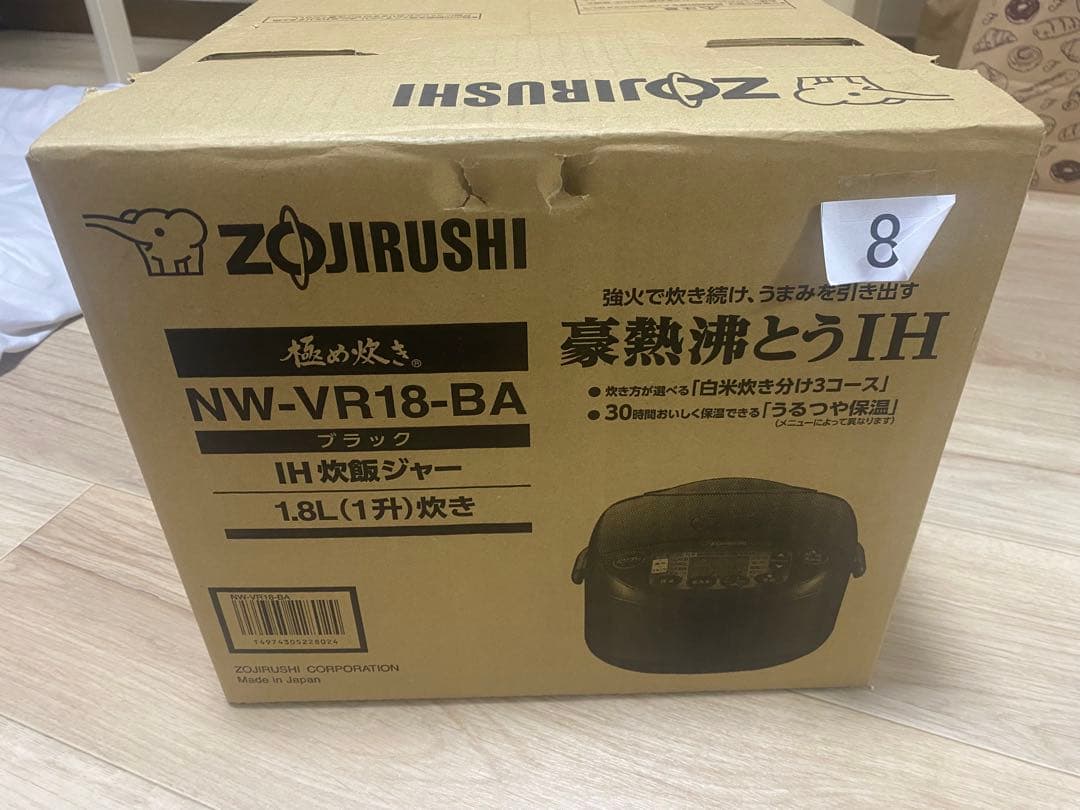 ZOJIRUSHI
ZOJIRUSHI
8
極め炊き®
NW-VR18-BA
ブラック
IH 炊飯ジャー
1.8L(1升)炊き
強火で炊き続け、うまみを引き出す
豪熱沸とうIH
● 炊き方が選べる「白米炊き分け3コース」
● 30時間おいしく保温できる「うるつや保温」
(メニューによって異なります)
NW-VR18-BA
T4974305228024
ZOJIRUSHI CORPORATION
Made in Japan